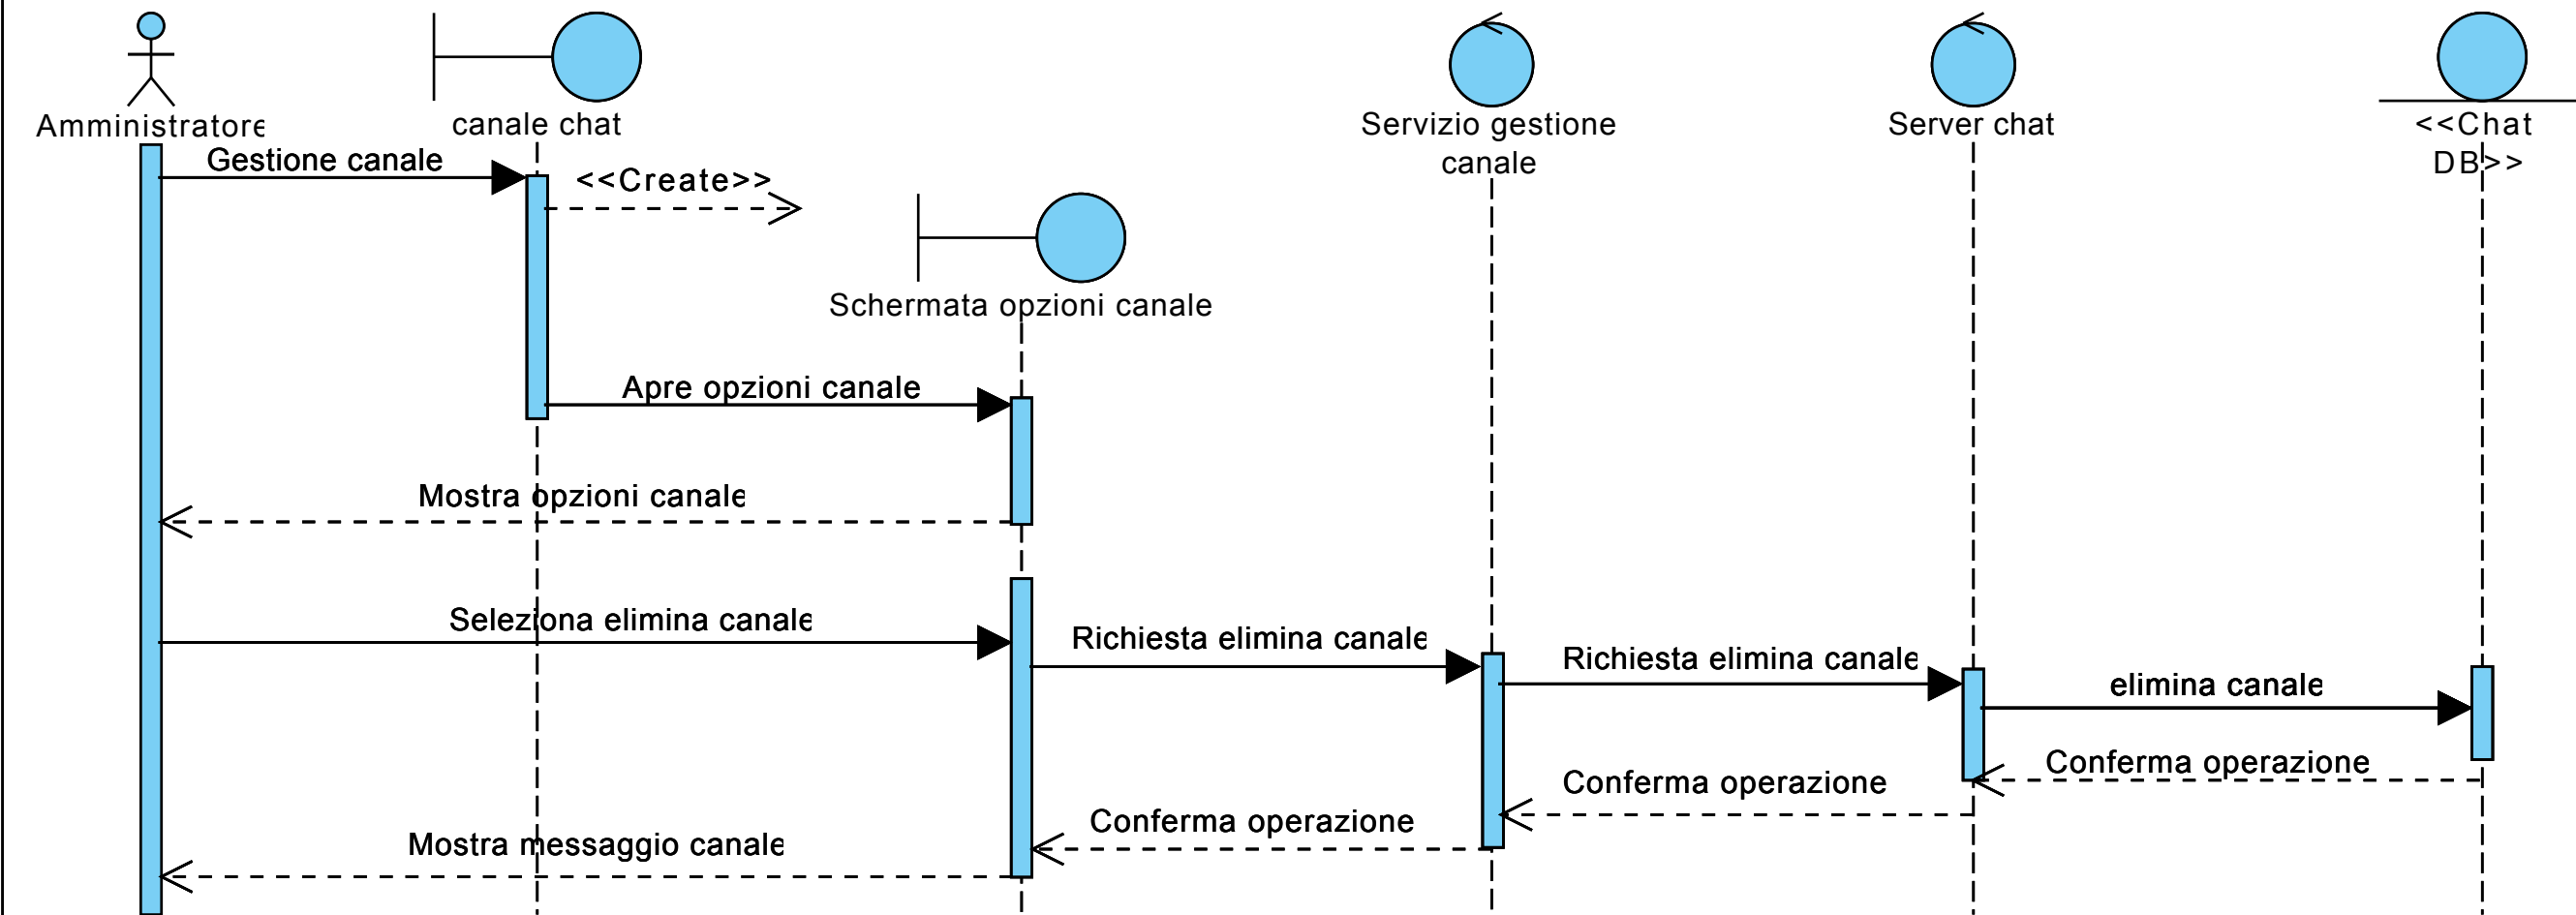 Amministratore
canale chat
Servizio gestione
canale
Server chat
<<Chat
DB>>
Gestione canale
<<Create>>
Schermata opzioni canale
Apre opzioni canale
Mostra opzioni canale
Seleziona elimina canale
Richiesta elimina canale
Richiesta elimina canale
elimina canale
Conferma operazione
Conferma operazione
Conferma operazione
Mostra messaggio canale